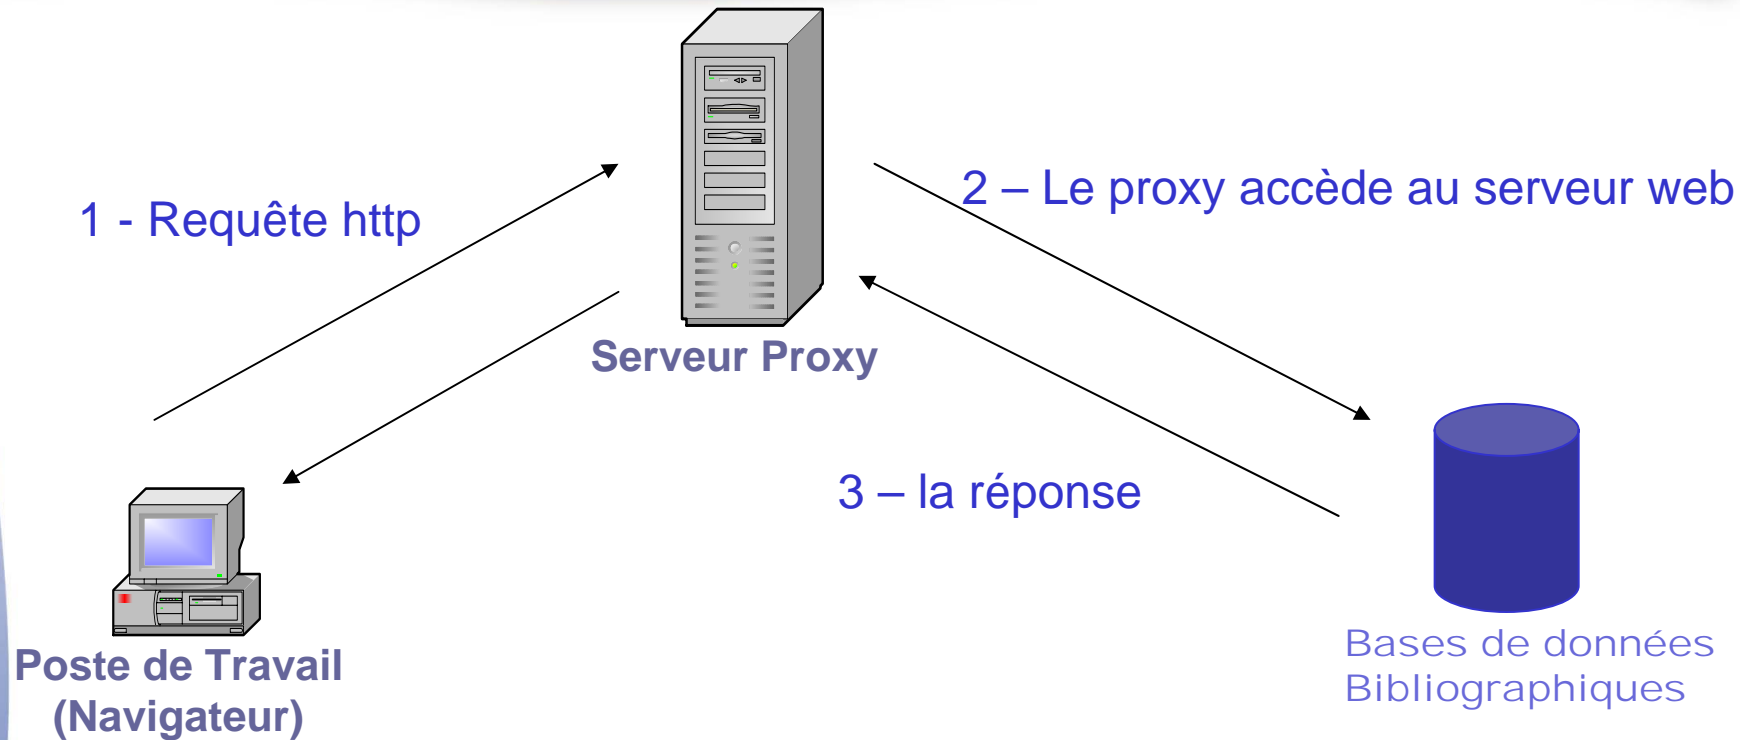 1 - Requête http
2 – Le proxy accède au serveur web
Serveur Proxy
3 – la réponse
Poste de Travail
(Navigateur)
Bases de données
Bibliographiques